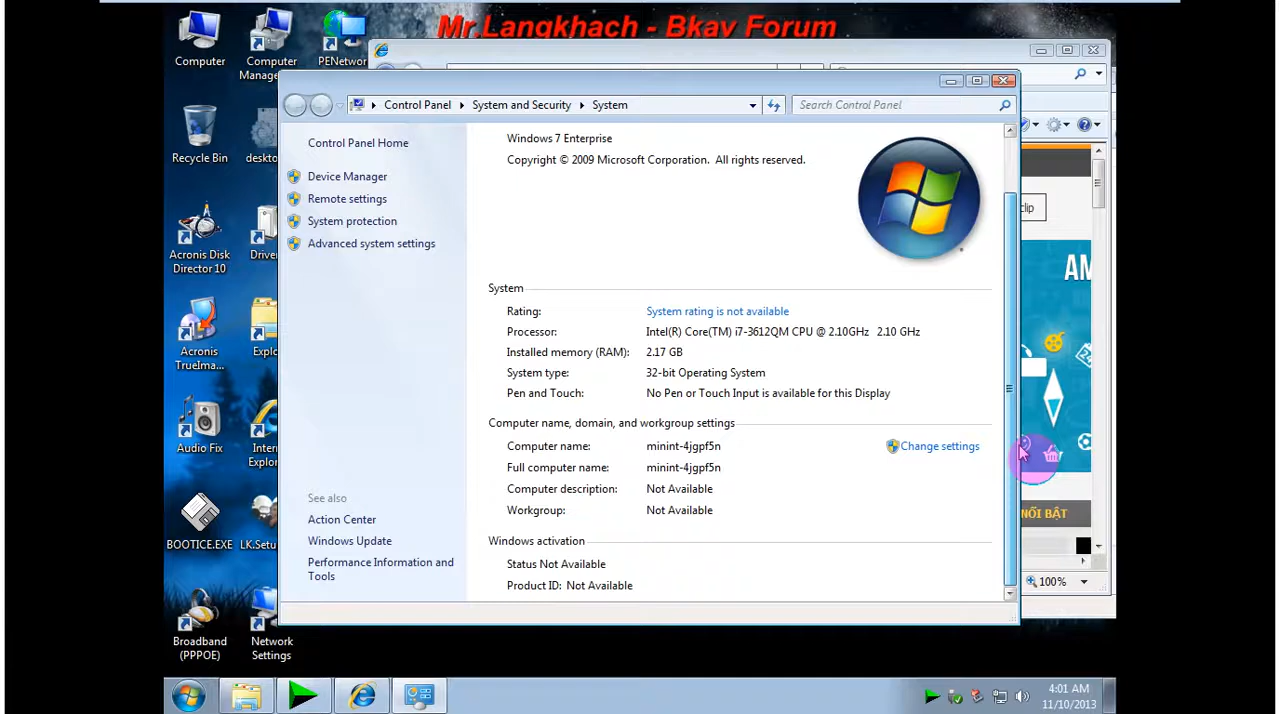 Mr.Langkhach - Bkav Forum
Computer
Computer
Manage...
PENetwor
Recycle Bin
deskto
Acronis Disk
Director 10
Driver
Acronis
TrueIma...
Explo
Audio Fix
Intern
Explor
BOOTICE.EXE
LK.Setu
Broadband
(PPPOE)
Network
Settings
Control Panel
System and Security
System
Search Control Panel
Control Panel Home
Device Manager
Remote settings
System protection
Advanced system settings
See also
Action Center
Windows Update
Performance Information and
Tools
Windows 7 Enterprise
Copyright © 2009 Microsoft Corporation. All rights reserved.
System
Rating: System rating is not available
Processor: Intel(R) Core(TM) i7-3612QM CPU @ 2.10GHz 2.10 GHz
Installed memory (RAM): 2.17 GB
System type: 32-bit Operating System
Pen and Touch: No Pen or Touch Input is available for this Display
Computer name, domain, and workgroup settings
Computer name: minint-4jgpf5n
Change settings
Full computer name: minint-4jgpf5n
Computer description: Not Available
Workgroup: Not Available
Windows activation
Status Not Available
Product ID: Not Available
clip
AM
NỔI BẬT
100%
4:01 AM
11/10/2013